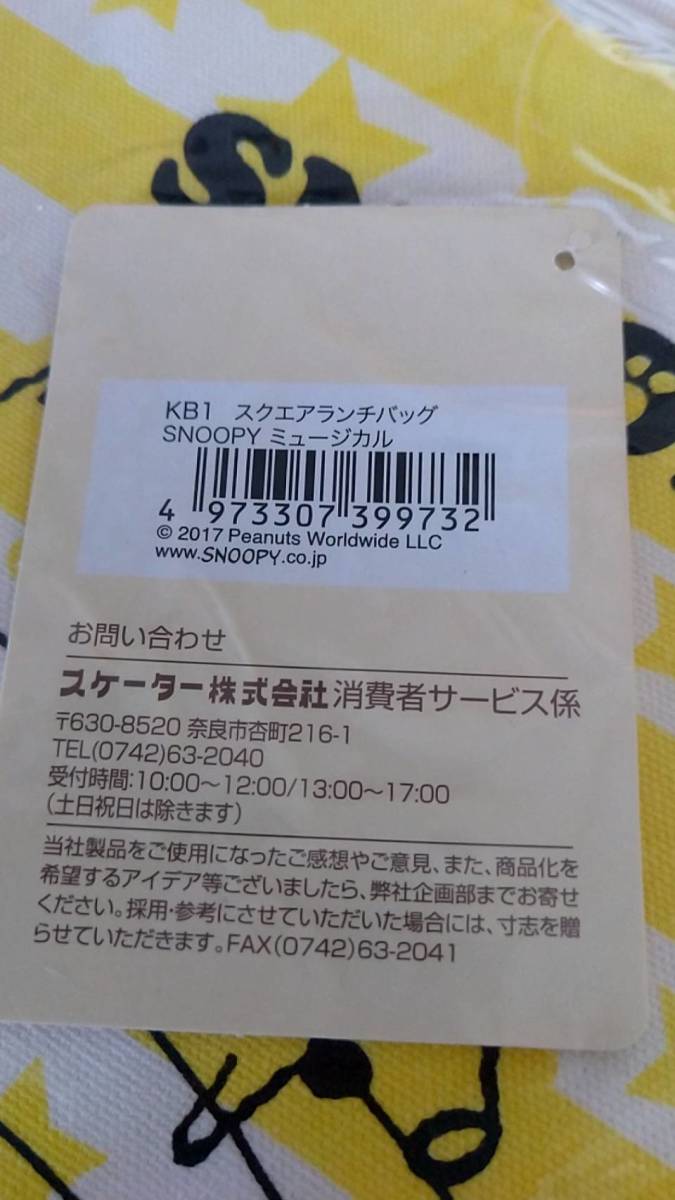 KB1 スクエアランチバッグ
SNOOPY ミュージカル
4 973307 399732
© 2017 Peanuts Worldwide LLC
www.SNOOPY.co.jp
お問い合わせ
スケーター株式会社 消費者サービス係
〒630-8520 奈良市杏町216-1
TEL(0742)63-2040
受付時間:10:00〜12:00/13:00〜17:00
(土日祝日は除きます)
当社製品をご使用になったご感想やご意見、また、商品化を
希望するアイデア等ございましたら、弊社企画部までお寄せ
ください。採用・参考にさせていただいた場合には、寸志を贈
らせていただきます。FAX(0742)63-2041